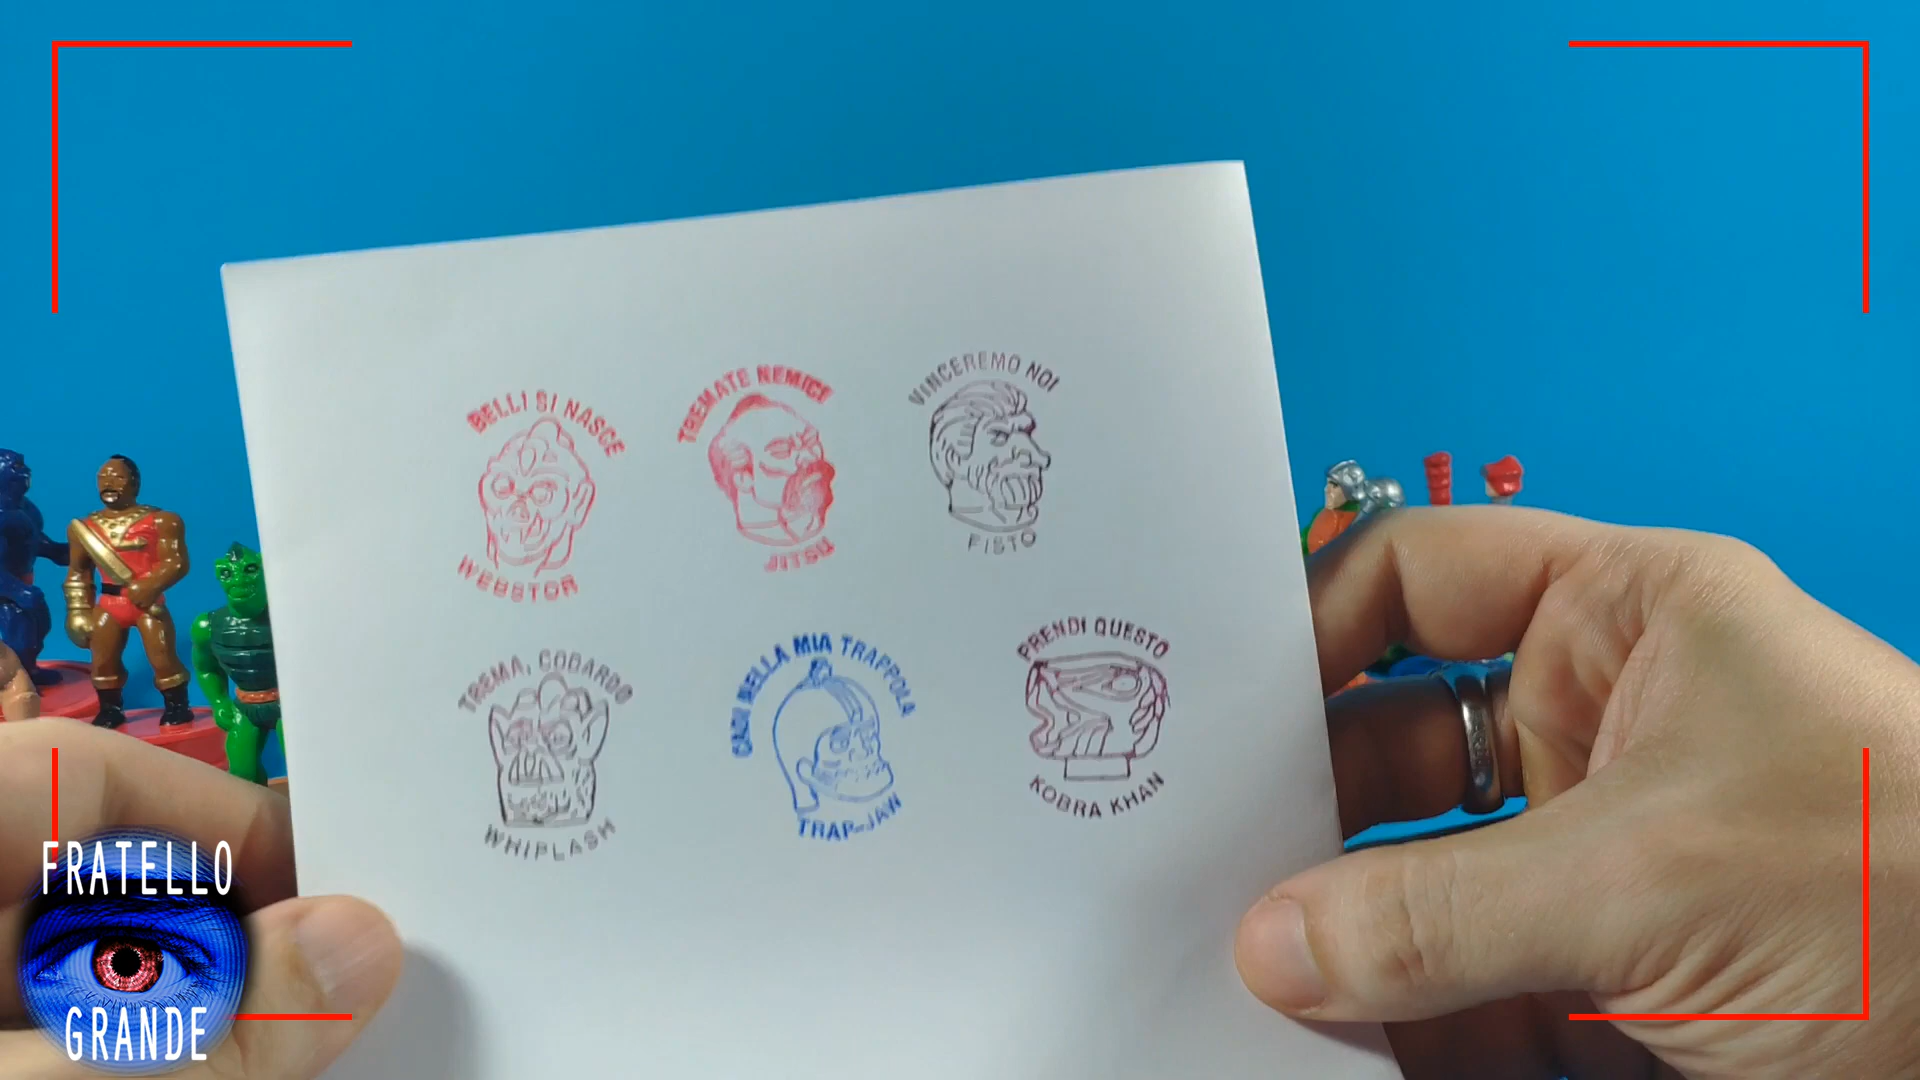 BELLI SI NASCE
WEBSTOR
TREMATE NEMICI
JITSU
VINCEREMO NOI
FISTO
TREMA, CODARDO
WHIPLASH
CADI NELLA MIA TRAPPOLA
TRAP-JAW
PRENDI QUESTO
KOBRA KHAN
FRATELLO
GRANDE